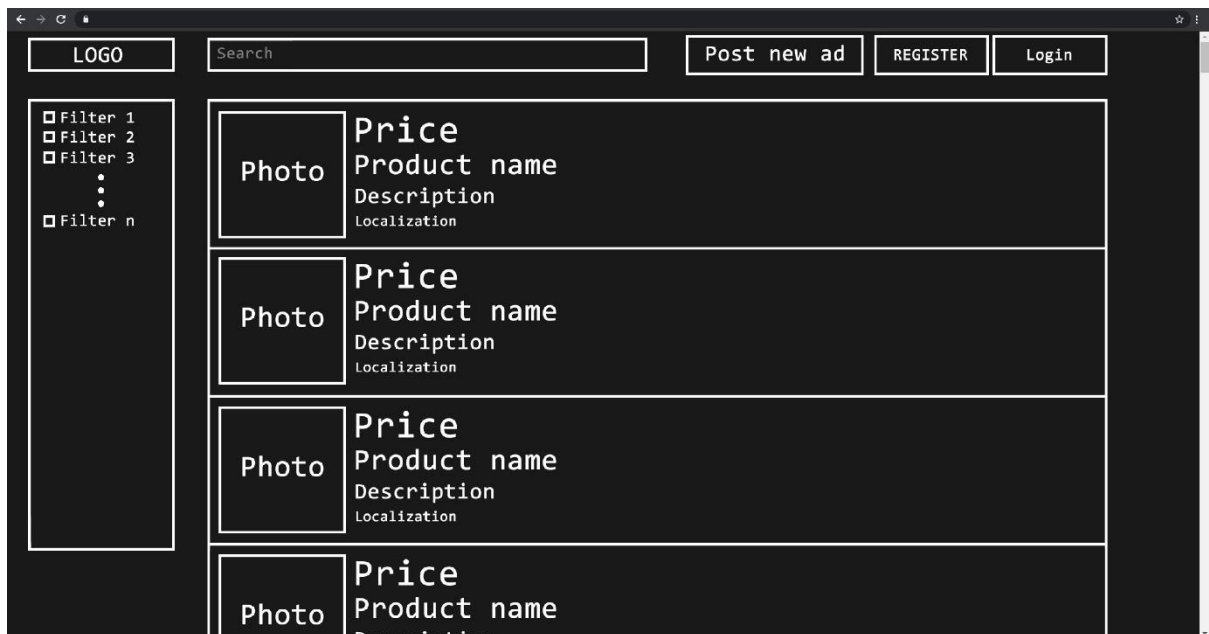 LOGO
Search
Post new ad
REGISTER
Login
Filter 1
Filter 2
Filter 3
Filter n
Photo
Price
Product name
Description
Localization
Photo
Price
Product name
Description
Localization
Photo
Price
Product name
Description
Localization
Photo
Price
Product name